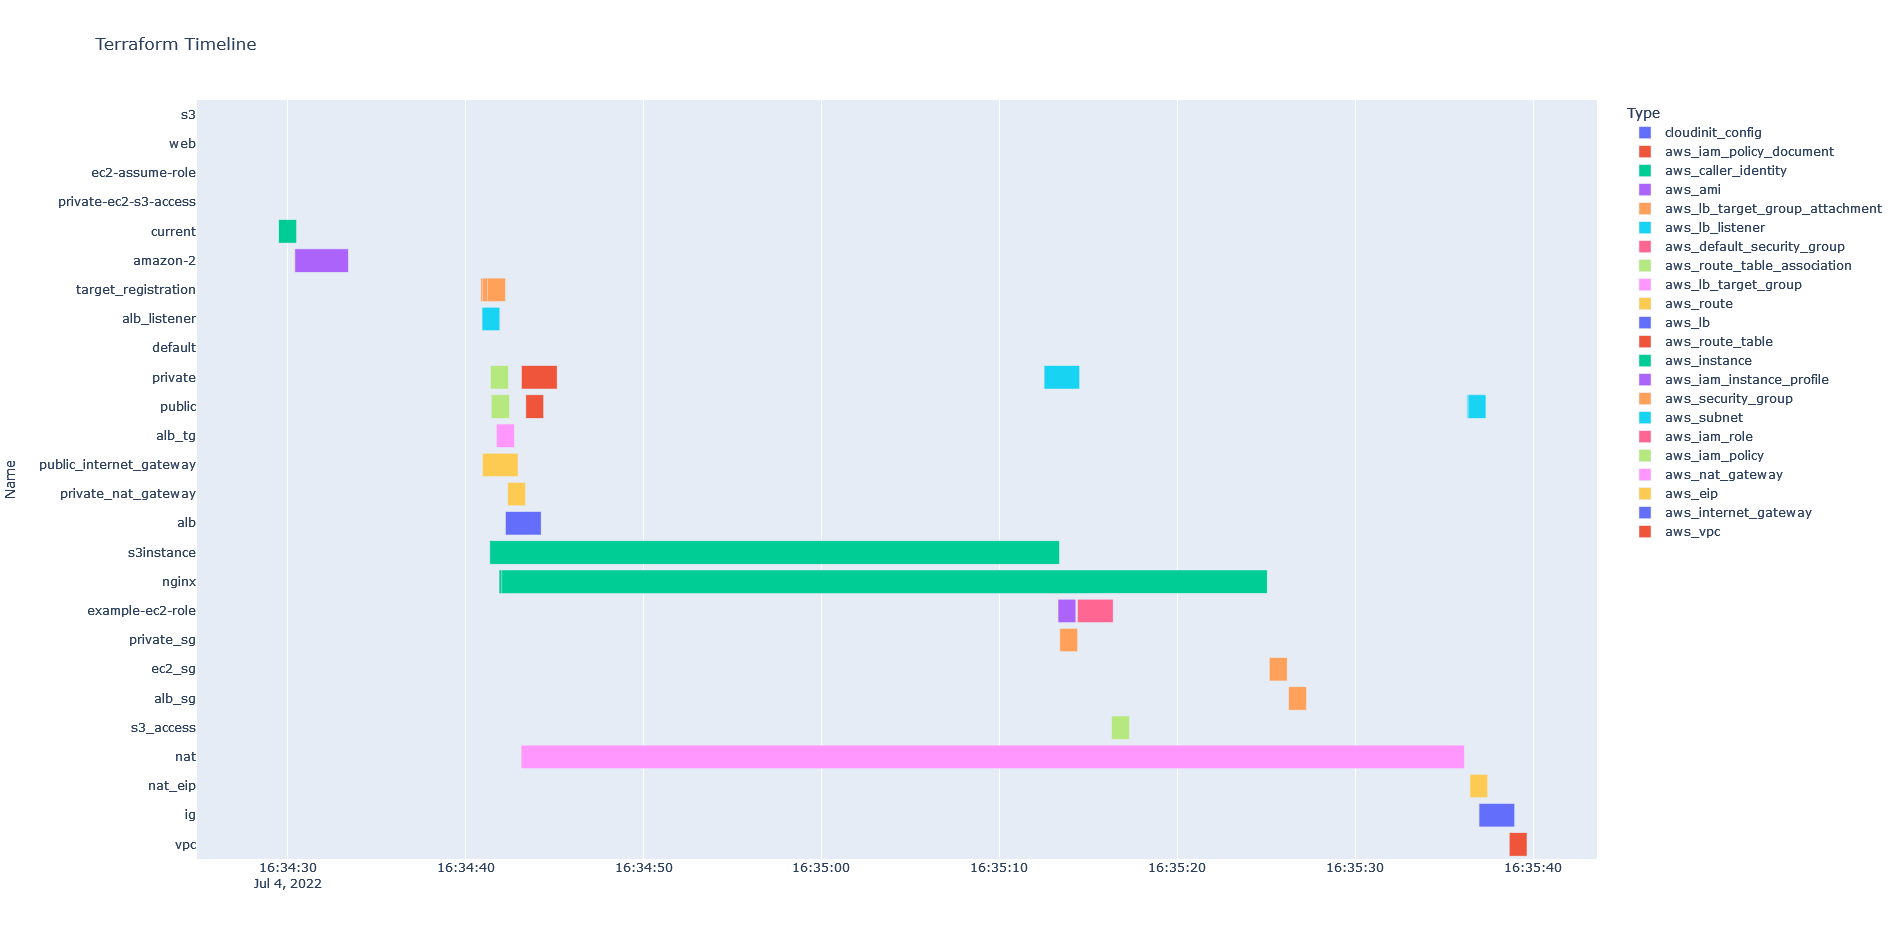 Terraform Timeline
s3
web
ec2-assume-role
private-ec2-s3-access
current
amazon-2
target_registration
alb_listener
default
private
public
alb_tg
public_internet_gateway
private_nat_gateway
alb
s3instance
nginx
example-ec2-role
private_sg
ec2_sg
alb_sg
s3_access
nat
nat_eip
ig
vpc
Name
16:34:30
Jul 4, 2022
16:34:40
16:34:50
16:35:00
16:35:10
16:35:20
16:35:30
16:35:40
Type
cloudinit_config
aws_iam_policy_document
aws_caller_identity
aws_ami
aws_lb_target_group_attachment
aws_lb_listener
aws_default_security_group
aws_route_table_association
aws_lb_target_group
aws_route
aws_lb
aws_route_table
aws_instance
aws_iam_instance_profile
aws_security_group
aws_subnet
aws_iam_role
aws_iam_policy
aws_nat_gateway
aws_eip
aws_internet_gateway
aws_vpc